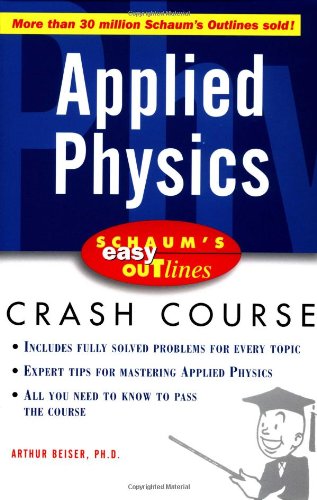 More than 30 million Schaum's Outlines sold!
Applied
Physics
SCHAUM'S
easy
OUTlines
CRASH COURSE
• INCLUDES FULLY SOLVED PROBLEMS FOR EVERY TOPIC
• EXPERT TIPS FOR MASTERING APPLIED PHYSICS
• ALL YOU NEED TO KNOW TO PASS
THE COURSE
ARTHUR BEISER, PH.D.
Copyrighted Material